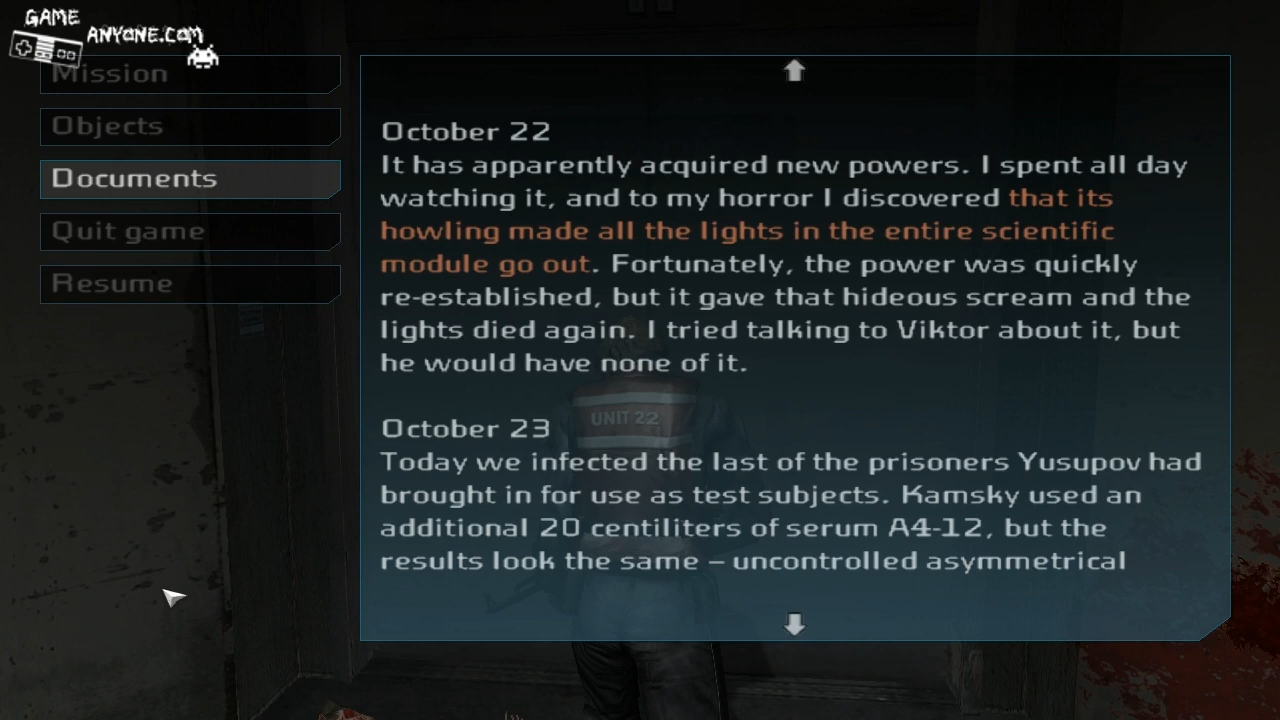 GAME
ANYONE.COM
Mission
Objects
Documents
Quit game
Resume
October 22
It has apparently acquired new powers. I spent all day
watching it, and to my horror I discovered that its
howling made all the lights in the entire scientific
module go out. Fortunately, the power was quickly
re-established, but it gave that hideous scream and the
lights died again. I tried talking to Viktor about it, but
he would have none of it.
October 23
Today we infected the last of the prisoners Yusupov had
brought in for use as test subjects. Kamsky used an
additional 20 centiliters of serum A4-12, but the
results look the same – uncontrolled asymmetrical
UNIT 22